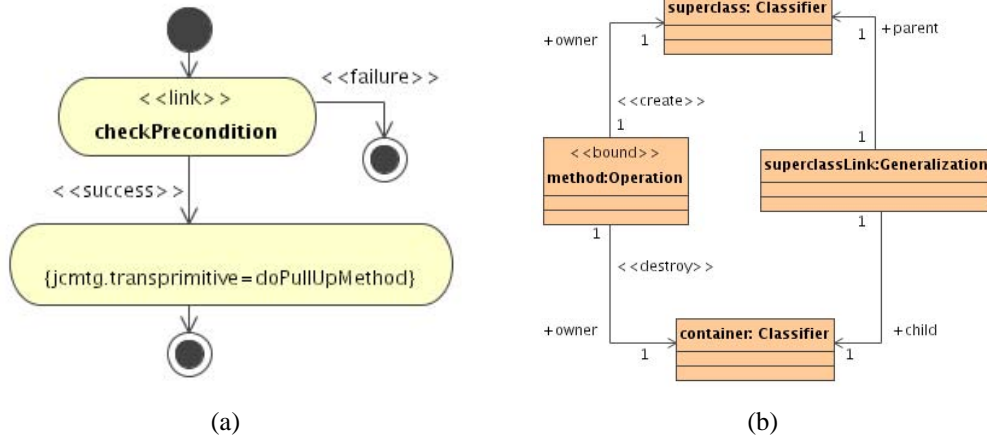 <<link>>
checkPrecondition
<<failure>>
<<success>>
{jcmtg.transprimitive=doPullUpMethod}
(a)
superclass: Classifier
+owner
1
1
+parent
<<create>>
1
1
<<bound>>
method:Operation
superclassLink:Generalization
1
1
<<destroy>>
+owner
1
container: Classifier
1
+child
(b)